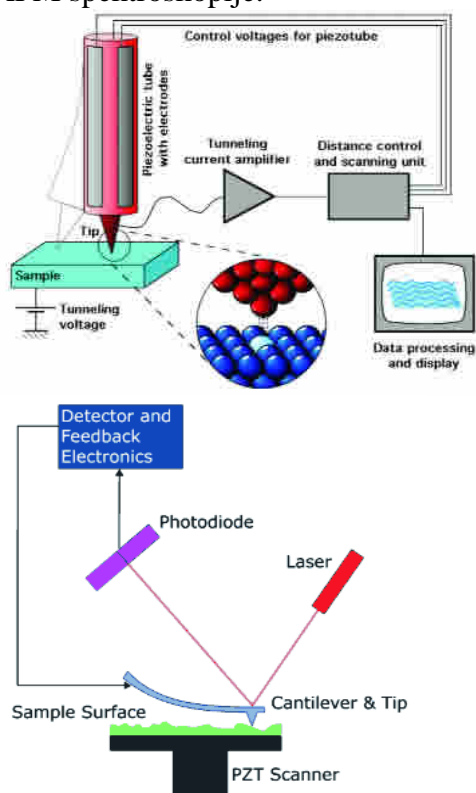 Control voltages for piezotube
Piezoelectric tube
with electrodes
Tunneling
current amplifier
Distance control
and scanning unit
Tip
Sample
Tunneling
voltage
Data processing
and display
Detector and
Feedback
Electronics
Photodiode
Laser
Cantilever & Tip
Sample Surface
PZT Scanner